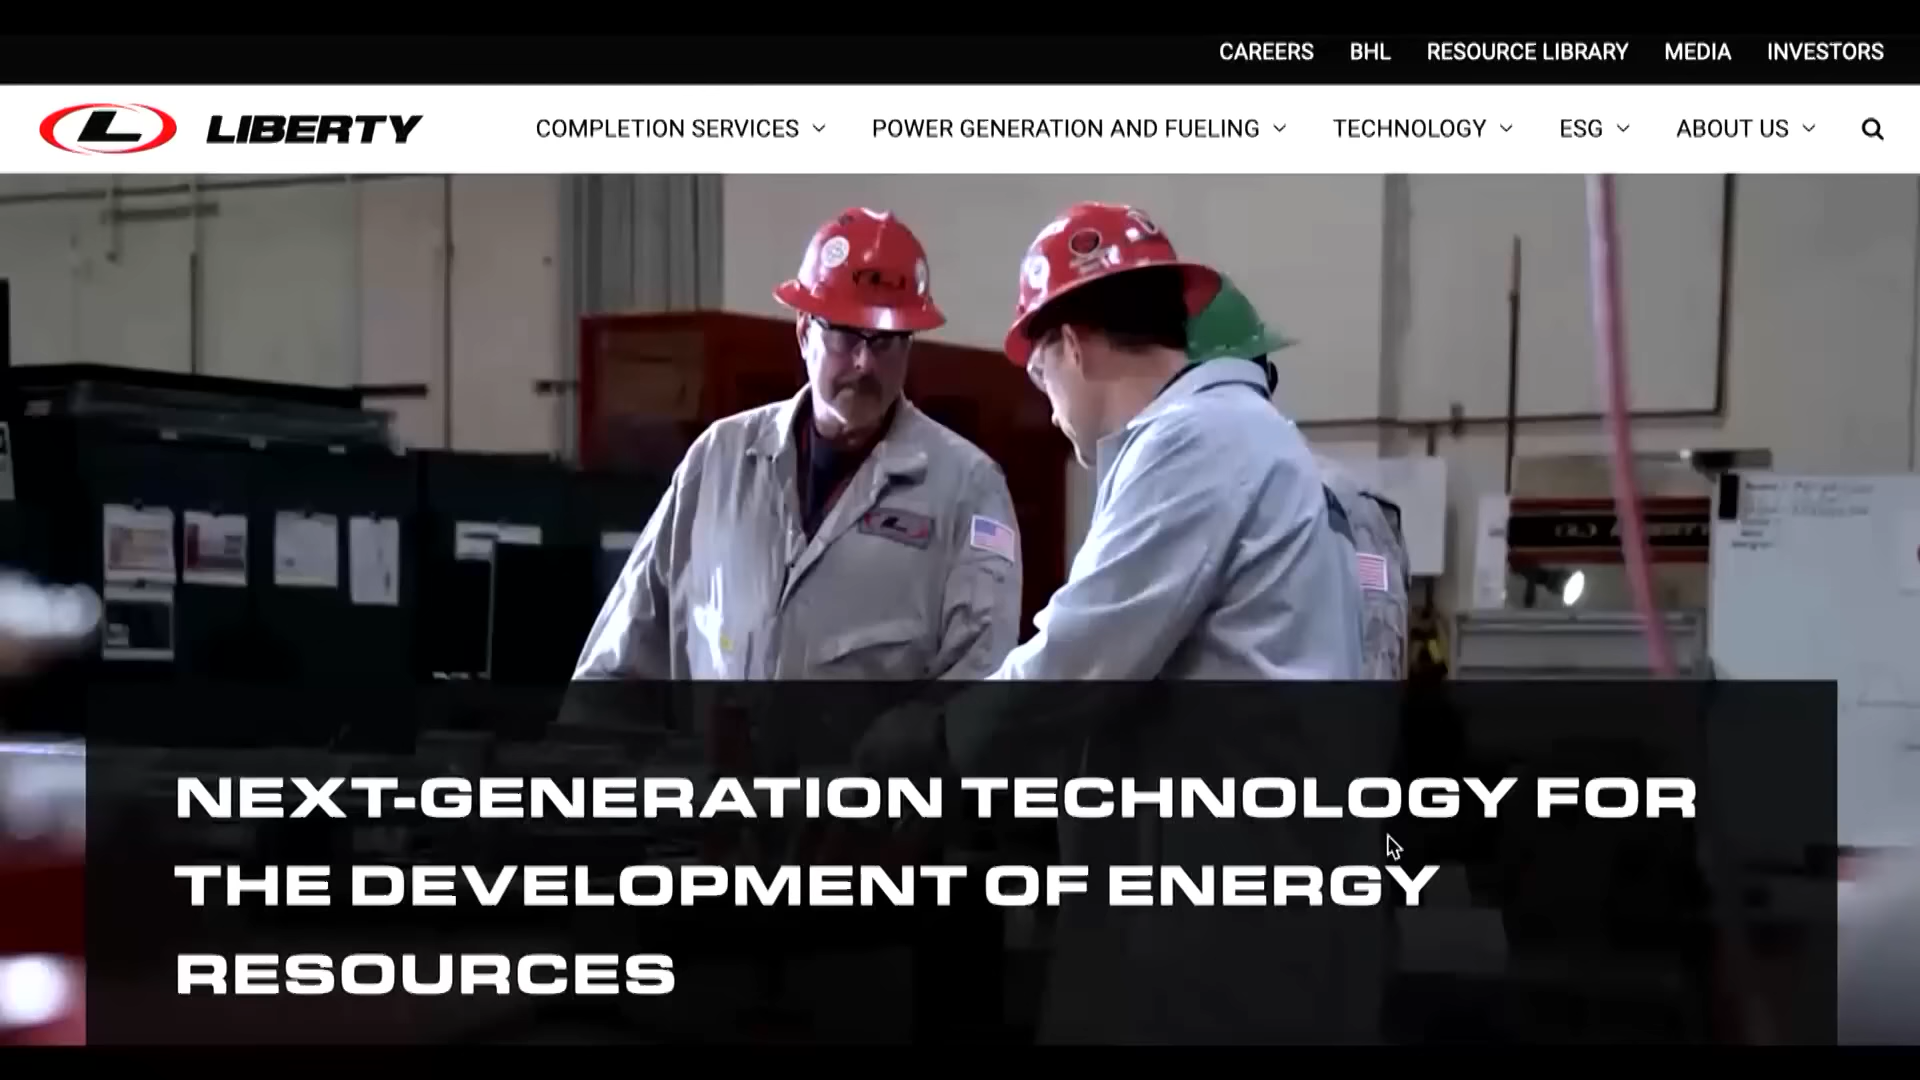 CAREERS BHL RESOURCE LIBRARY MEDIA INVESTORS
L LIBERTY COMPLETION SERVICES POWER GENERATION AND FUELING TECHNOLOGY ESG ABOUT US
NEXT-GENERATION TECHNOLOGY FOR
THE DEVELOPMENT OF ENERGY
RESOURCES